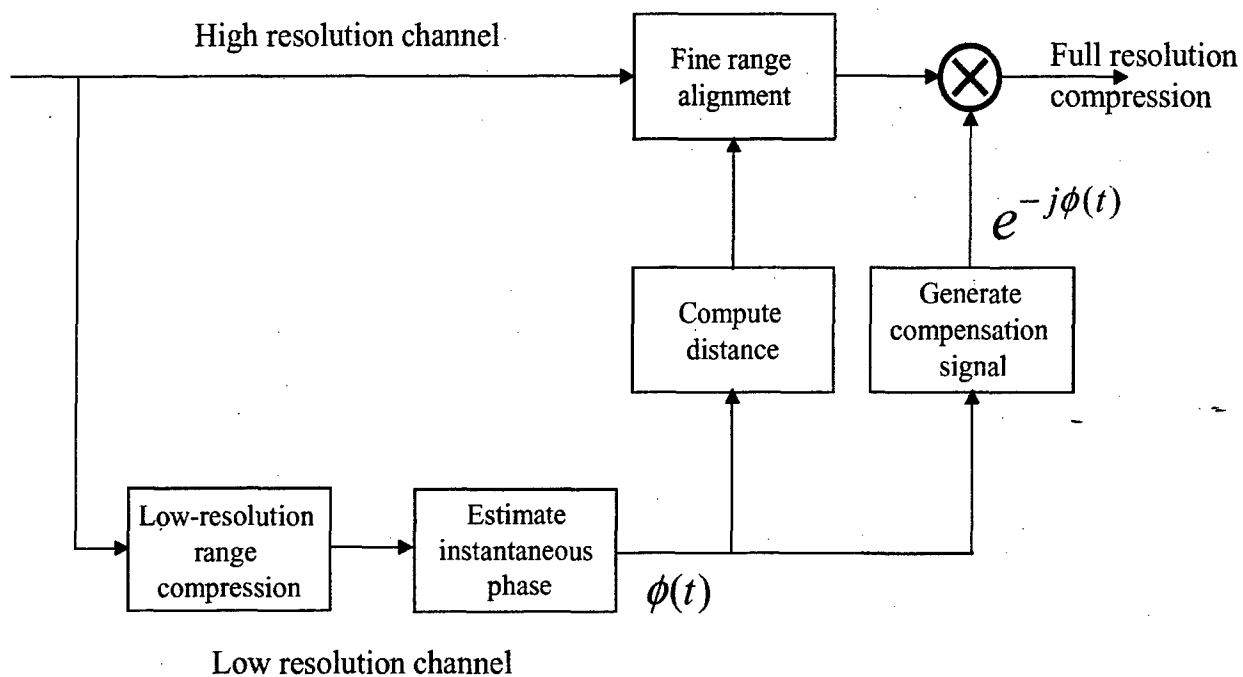 High resolution channel
Fine range
alignment
Full resolution
compression
e^{-jϕ(t)}
Compute
distance
Generate
compensation
signal
Low-resolution
range
compression
Estimate
instantaneous
phase
ϕ(t)
Low resolution channel